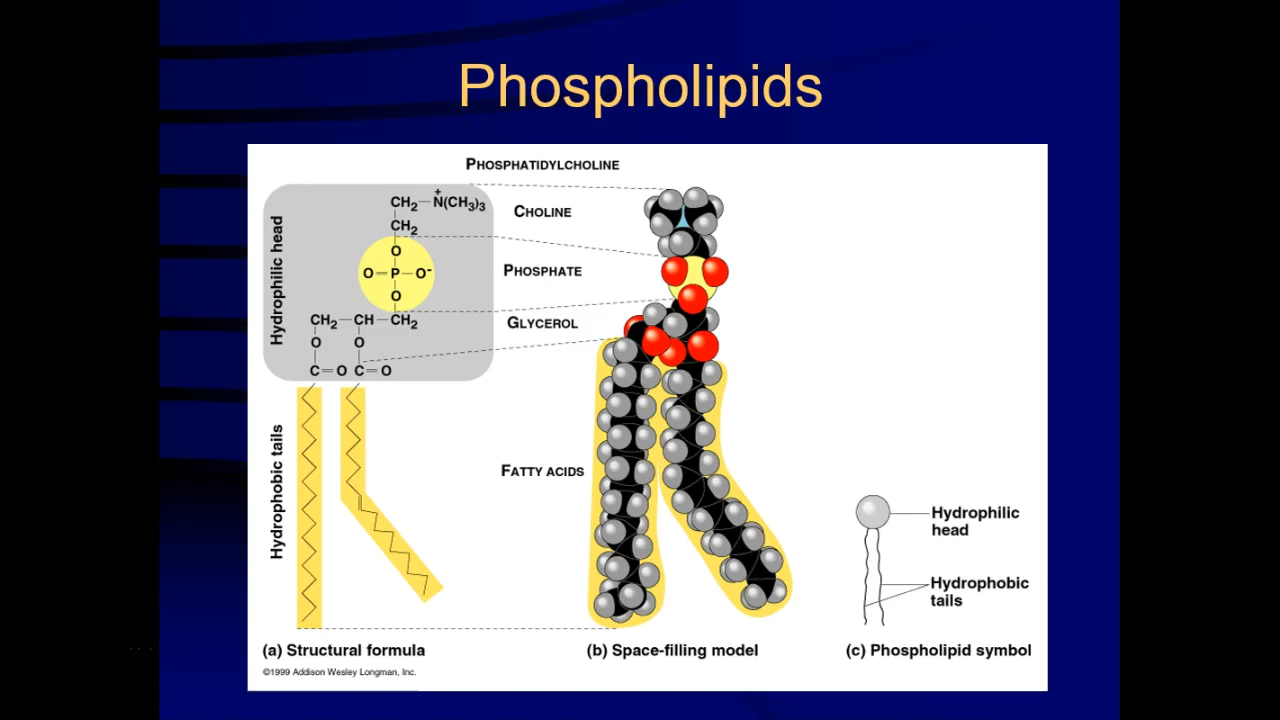 Phospholipids
PHOSPHATIDYLCHOLINE
Hydrophilic head
CH2—N(CH3)3
+
CH2
O
O=P—O-
O
CH2—CH—CH2
O O
C=O C=O
CHOLINE
PHOSPHATE
GLYCEROL
Hydrophobic tails
FATTY ACIDS
Hydrophilic
head
Hydrophobic
tails
(a) Structural formula
(b) Space-filling model
(c) Phospholipid symbol
©1999 Addison Wesley Longman, Inc.